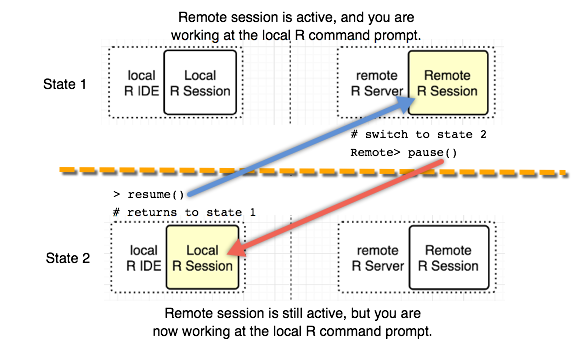 Remote session is active, and you are
working at the local R command prompt.
State 1
local
R IDE
Local
R Session
remote
R Server
Remote
R Session
# switch to state 2
Remote> pause()
> resume()
# returns to state 1
State 2
local
R IDE
Local
R Session
remote
R Server
Remote
R Session
Remote session is still active, but you are
now working at the local R command prompt.